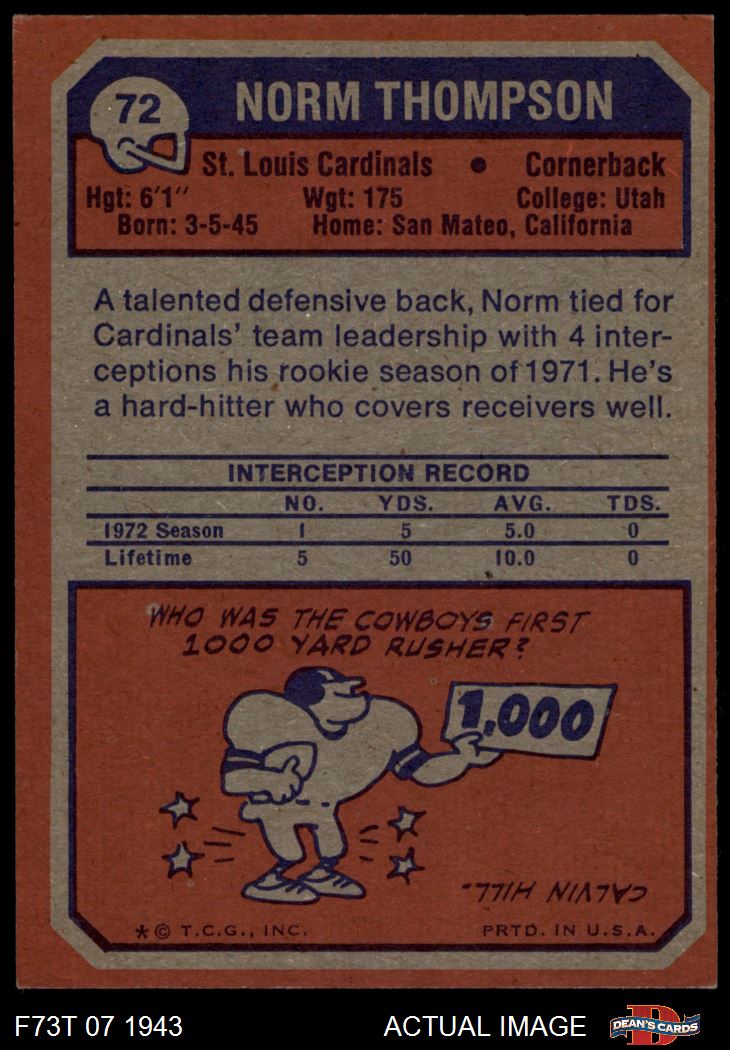 72
NORM THOMPSON
St. Louis Cardinals • Cornerback
Hgt: 6'1" Wgt: 175 College: Utah
Born: 3-5-45 Home: San Mateo, California
A talented defensive back, Norm tied for
Cardinals' team leadership with 4 inter-
ceptions his rookie season of 1971. He's
a hard-hitter who covers receivers well.
INTERCEPTION RECORD
NO. YDS. AVG. TDS.
1972 Season 1 5 5.0 0
Lifetime 5 50 10.0 0
WHO WAS THE COWBOYS FIRST
1000 YARD RUSHER?
1,000
CALVIN HILL.
* © T.C.G., INC. PRTD. IN U.S.A.
F73T 07 1943 ACTUAL IMAGE
D
DEAN'S CARDS